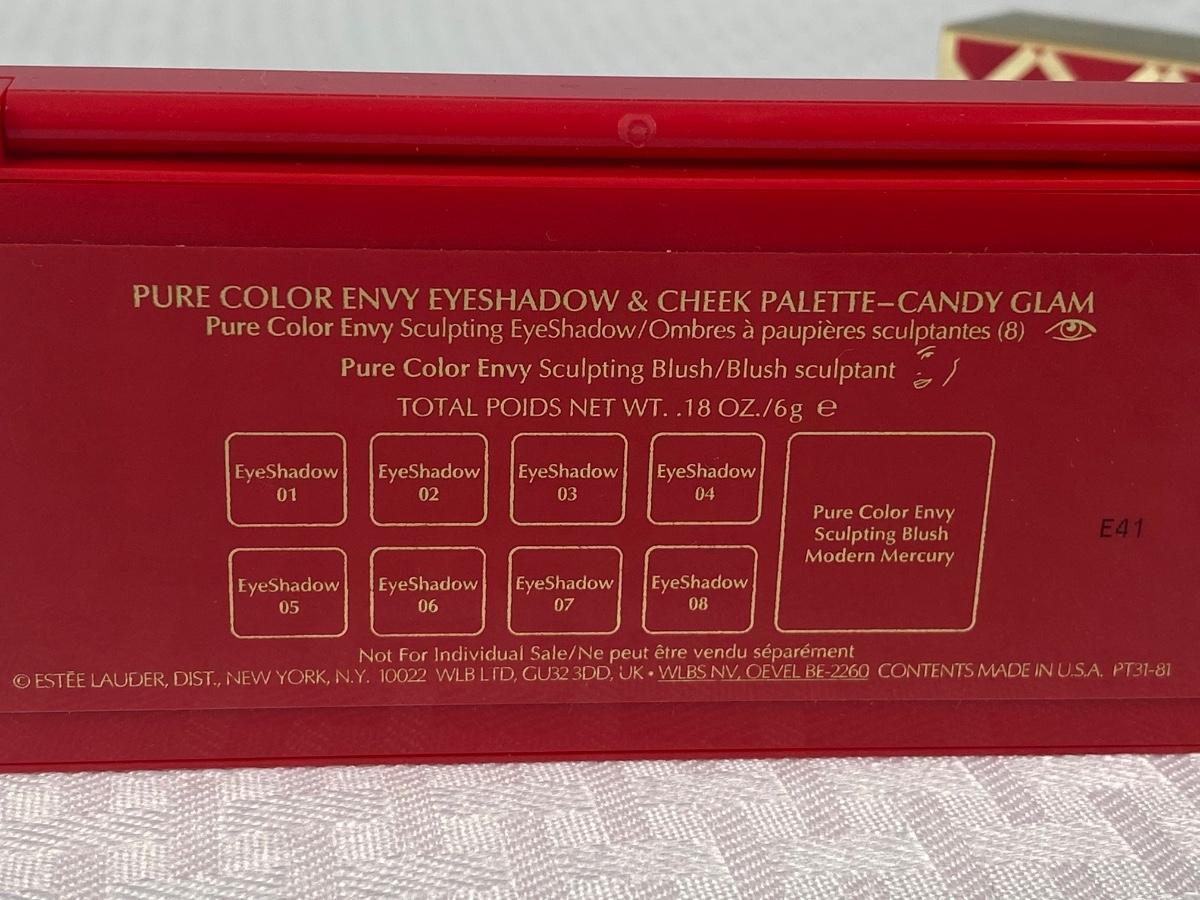 PURE COLOR ENVY EYESHADOW & CHEEK PALETTE–CANDY GLAM
Pure Color Envy Sculpting EyeShadow/Ombres à paupières sculptantes (8)
Pure Color Envy Sculpting Blush/Blush sculptant
TOTAL POIDS NET WT. .18 OZ./6g ℮
EyeShadow
01
EyeShadow
02
EyeShadow
03
EyeShadow
04
EyeShadow
05
EyeShadow
06
EyeShadow
07
EyeShadow
08
Pure Color Envy
Sculpting Blush
Modern Mercury
E41
Not For Individual Sale/Ne peut être vendu séparément
© ESTĒE LAUDER, DIST., NEW YORK, N.Y. 10022 WLB LTD, GU32 3DD, UK • WLBS NV, OEVEL BE-2260 CONTENTS MADE IN U.S.A. PT31-81